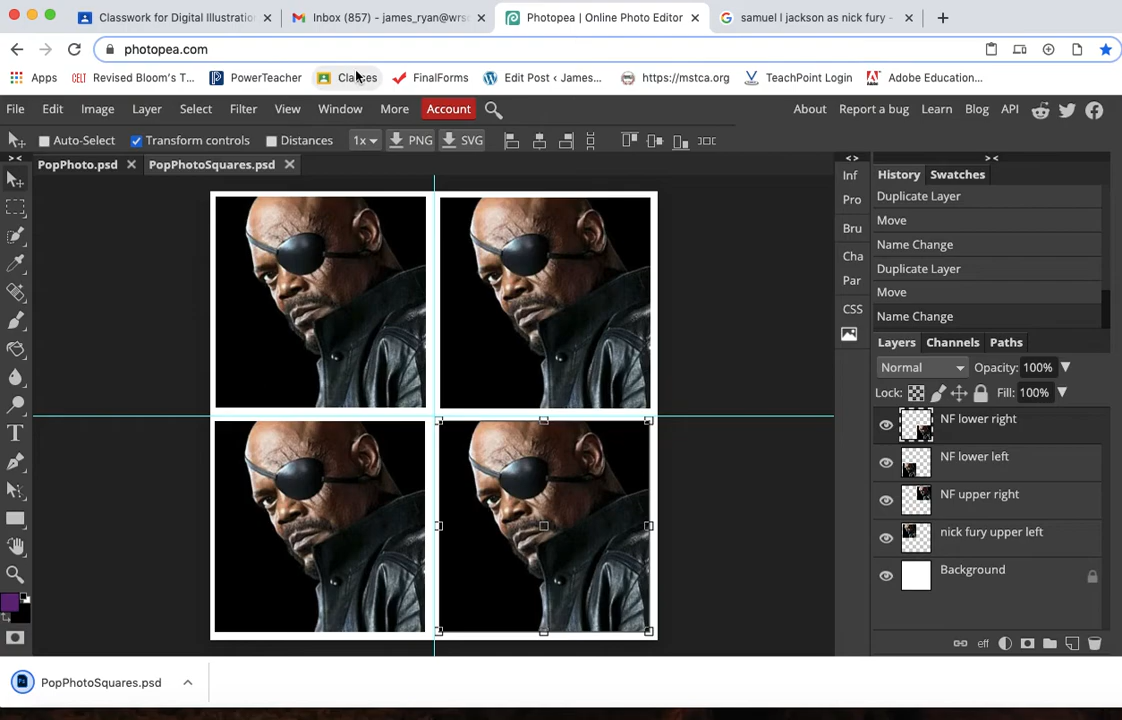 Classwork for Digital Illustratio
Inbox (857) - james_ryan@wrsc
Photopea | Online Photo Editor
samuel l jackson as nick fury -
photopea.com
Apps
CELT Revised Bloom's T...
PowerTeacher
Classes
FinalForms
Edit Post ‹ James...
https://mstca.org
TeachPoint Login
Adobe Education...
File Edit Image Layer Select Filter View Window More Account
About Report a bug Learn Blog API
Auto-Select Transform controls Distances 1x PNG SVG
PopPhoto.psd PopPhotoSquares.psd
< > > <
History Swatches
Duplicate Layer
Move
Name Change
Duplicate Layer
Move
Name Change
Inf
Pro
Bru
Cha
Par
CSS
Layers Channels Paths
Normal Opacity: 100%
Lock: Fill: 100%
NF lower right
NF lower left
NF upper right
nick fury upper left
Background
eff
PopPhotoSquares.psd